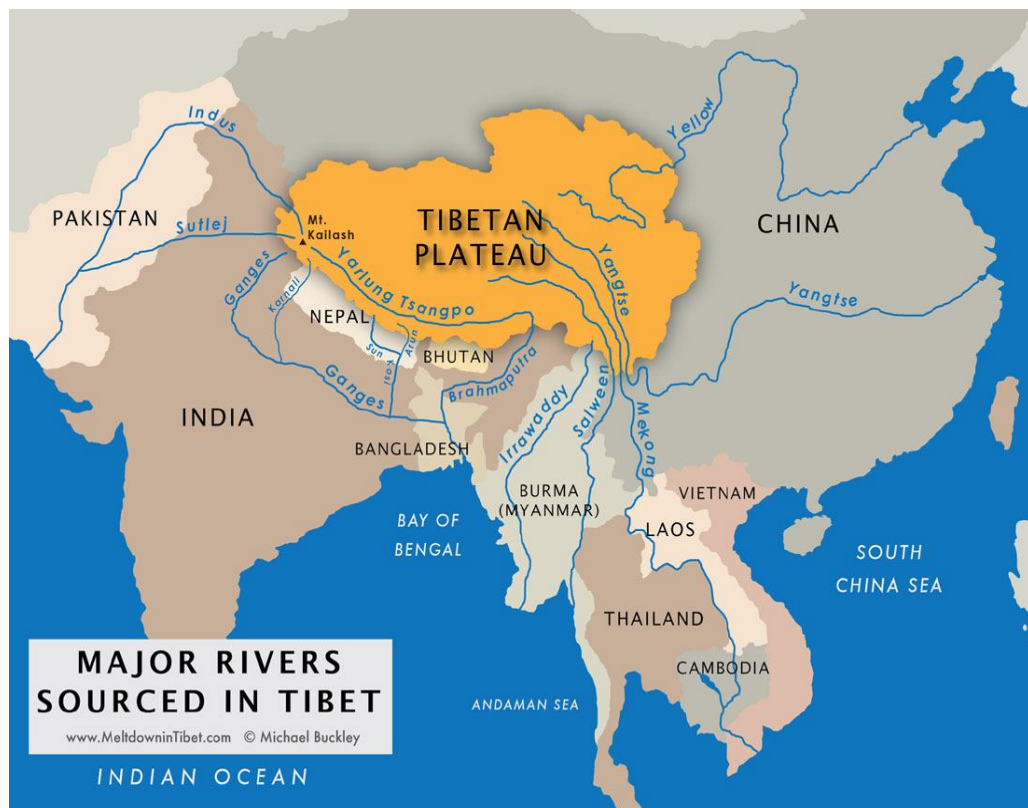 Indus
Yellow
PAKISTAN
Mt.
Kailash
TIBETAN
PLATEAU
CHINA
Sutlej
Ganges
Karnali
Yarlung Tsangpo
Yangtse
Yangtse
NEPAL
Sun Kosi
Arun
BHUTAN
Brahmaputra
Ganges
INDIA
BANGLADESH
Irrawaddy
Salween
Mekong
BURMA
(MYANMAR)
VIETNAM
LAOS
BAY OF
BENGAL
SOUTH
CHINA SEA
THAILAND
CAMBODIA
MAJOR RIVERS
SOURCED IN TIBET
www.MeltdowninTibet.com © Michael Buckley
ANDAMAN SEA
INDIAN OCEAN